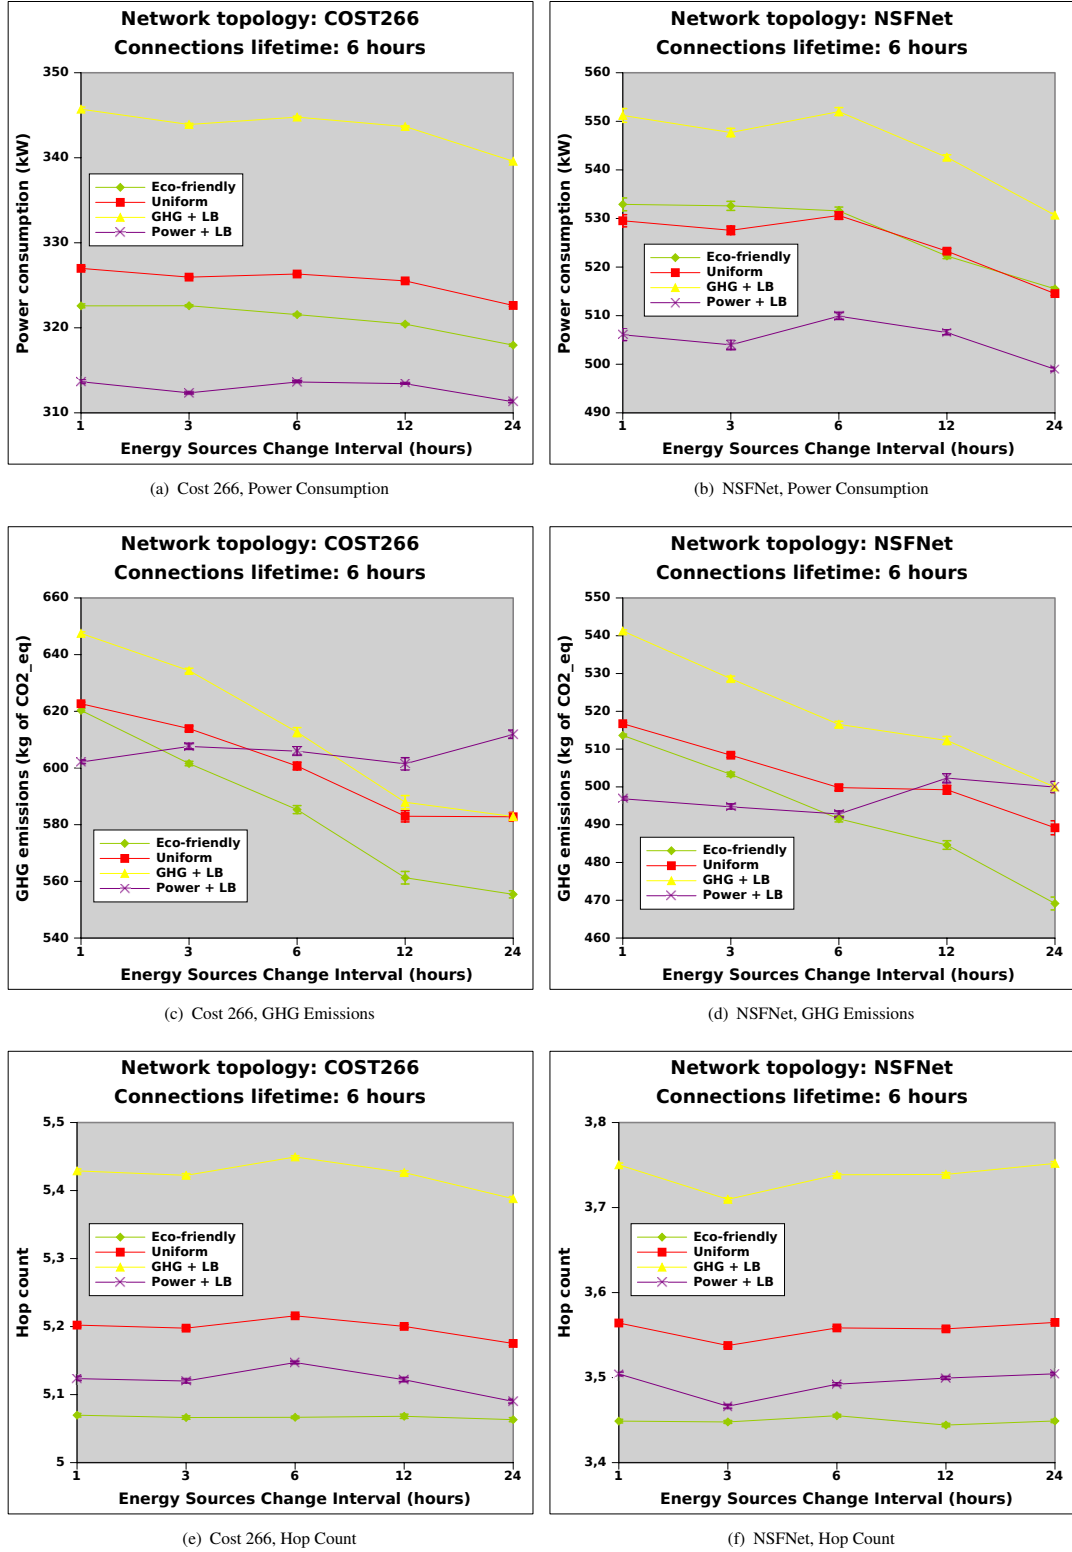 Network topology: COST266
Connections lifetime: 6 hours
350
340
330
320
310
Power consumption (kW)
Eco-friendly
Uniform
GHG + LB
Power + LB
1 3 6 12 24
Energy Sources Change Interval (hours)
(a) Cost 266, Power Consumption
Network topology: NSFNet
Connections lifetime: 6 hours
560
550
540
530
520
510
500
490
Power consumption (kW)
Eco-friendly
Uniform
GHG + LB
Power + LB
1 3 6 12 24
Energy Sources Change Interval (hours)
(b) NSFNet, Power Consumption
Network topology: COST266
Connections lifetime: 6 hours
660
640
620
600
580
560
540
GHG emissions (kg of CO2_eq)
Eco-friendly
Uniform
GHG + LB
Power + LB
1 3 6 12 24
Energy Sources Change Interval (hours)
(c) Cost 266, GHG Emissions
Network topology: NSFNet
Connections lifetime: 6 hours
550
540
530
520
510
500
490
480
470
460
GHG emissions (kg of CO2_eq)
Eco-friendly
Uniform
GHG + LB
Power + LB
1 3 6 12 24
Energy Sources Change Interval (hours)
(d) NSFNet, GHG Emissions
Network topology: COST266
Connections lifetime: 6 hours
5,5
5,4
5,3
5,2
5,1
5
Hop count
Eco-friendly
Uniform
GHG + LB
Power + LB
1 3 6 12 24
Energy Sources Change Interval (hours)
(e) Cost 266, Hop Count
Network topology: NSFNet
Connections lifetime: 6 hours
3,8
3,7
3,6
3,5
3,4
Hop count
Eco-friendly
Uniform
GHG + LB
Power + LB
1 3 6 12 24
Energy Sources Change Interval (hours)
(f) NSFNet, Hop Count